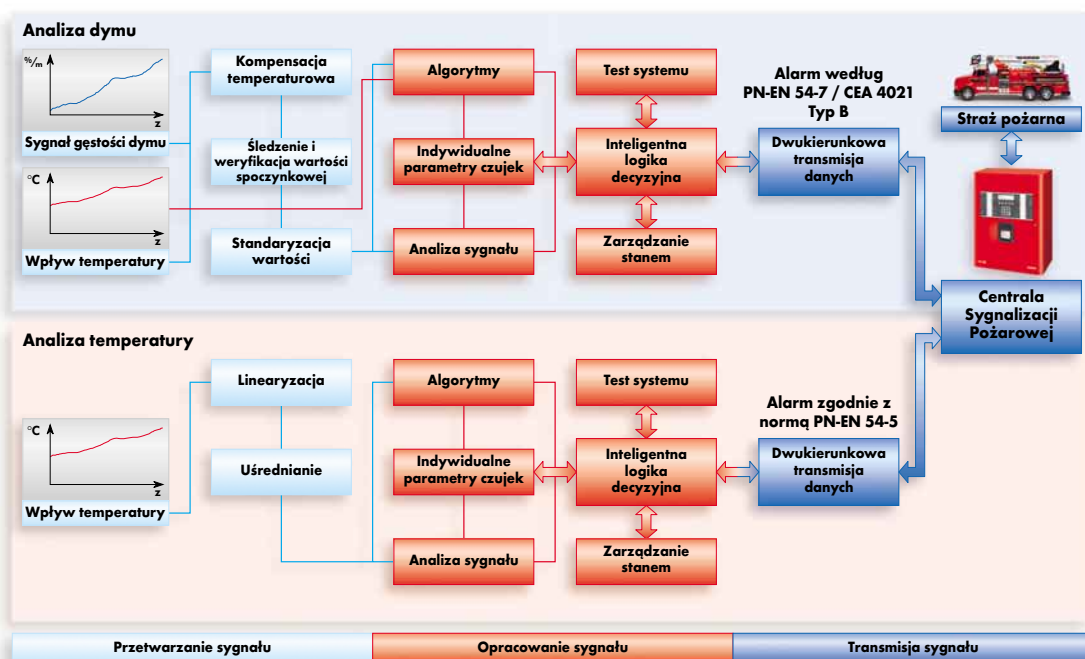 Analiza dymu
%/m
z
Sygnał gęstości dymu
°C
z
Wpływ temperatury
Kompensacja
temperaturowa
Śledzenie i
weryfikacja wartości
spoczynkowej
Standaryzacja
wartości
Algorytmy
Indywidualne
parametry czujek
Analiza sygnału
Test systemu
Inteligentna
logika
decyzyjna
Zarządzanie
stanem
Alarm według
PN-EN 54-7 / CEA 4021
Typ B
Dwukierunkowa
transmisja
danych
Straż pożarna
Centrala
Sygnalizacji
Pożarowej
Analiza temperatury
°C
z
Wpływ temperatury
Linearyzacja
Uśrednianie
Algorytmy
Indywidualne
parametry czujek
Analiza sygnału
Test systemu
Inteligentna
logika
decyzyjna
Zarządzanie
stanem
Alarm zgodnie z
normą PN-EN 54-5
Dwukierunkowa
transmisja
danych
Przetwarzanie sygnału
Opracowanie sygnału
Transmisja sygnału